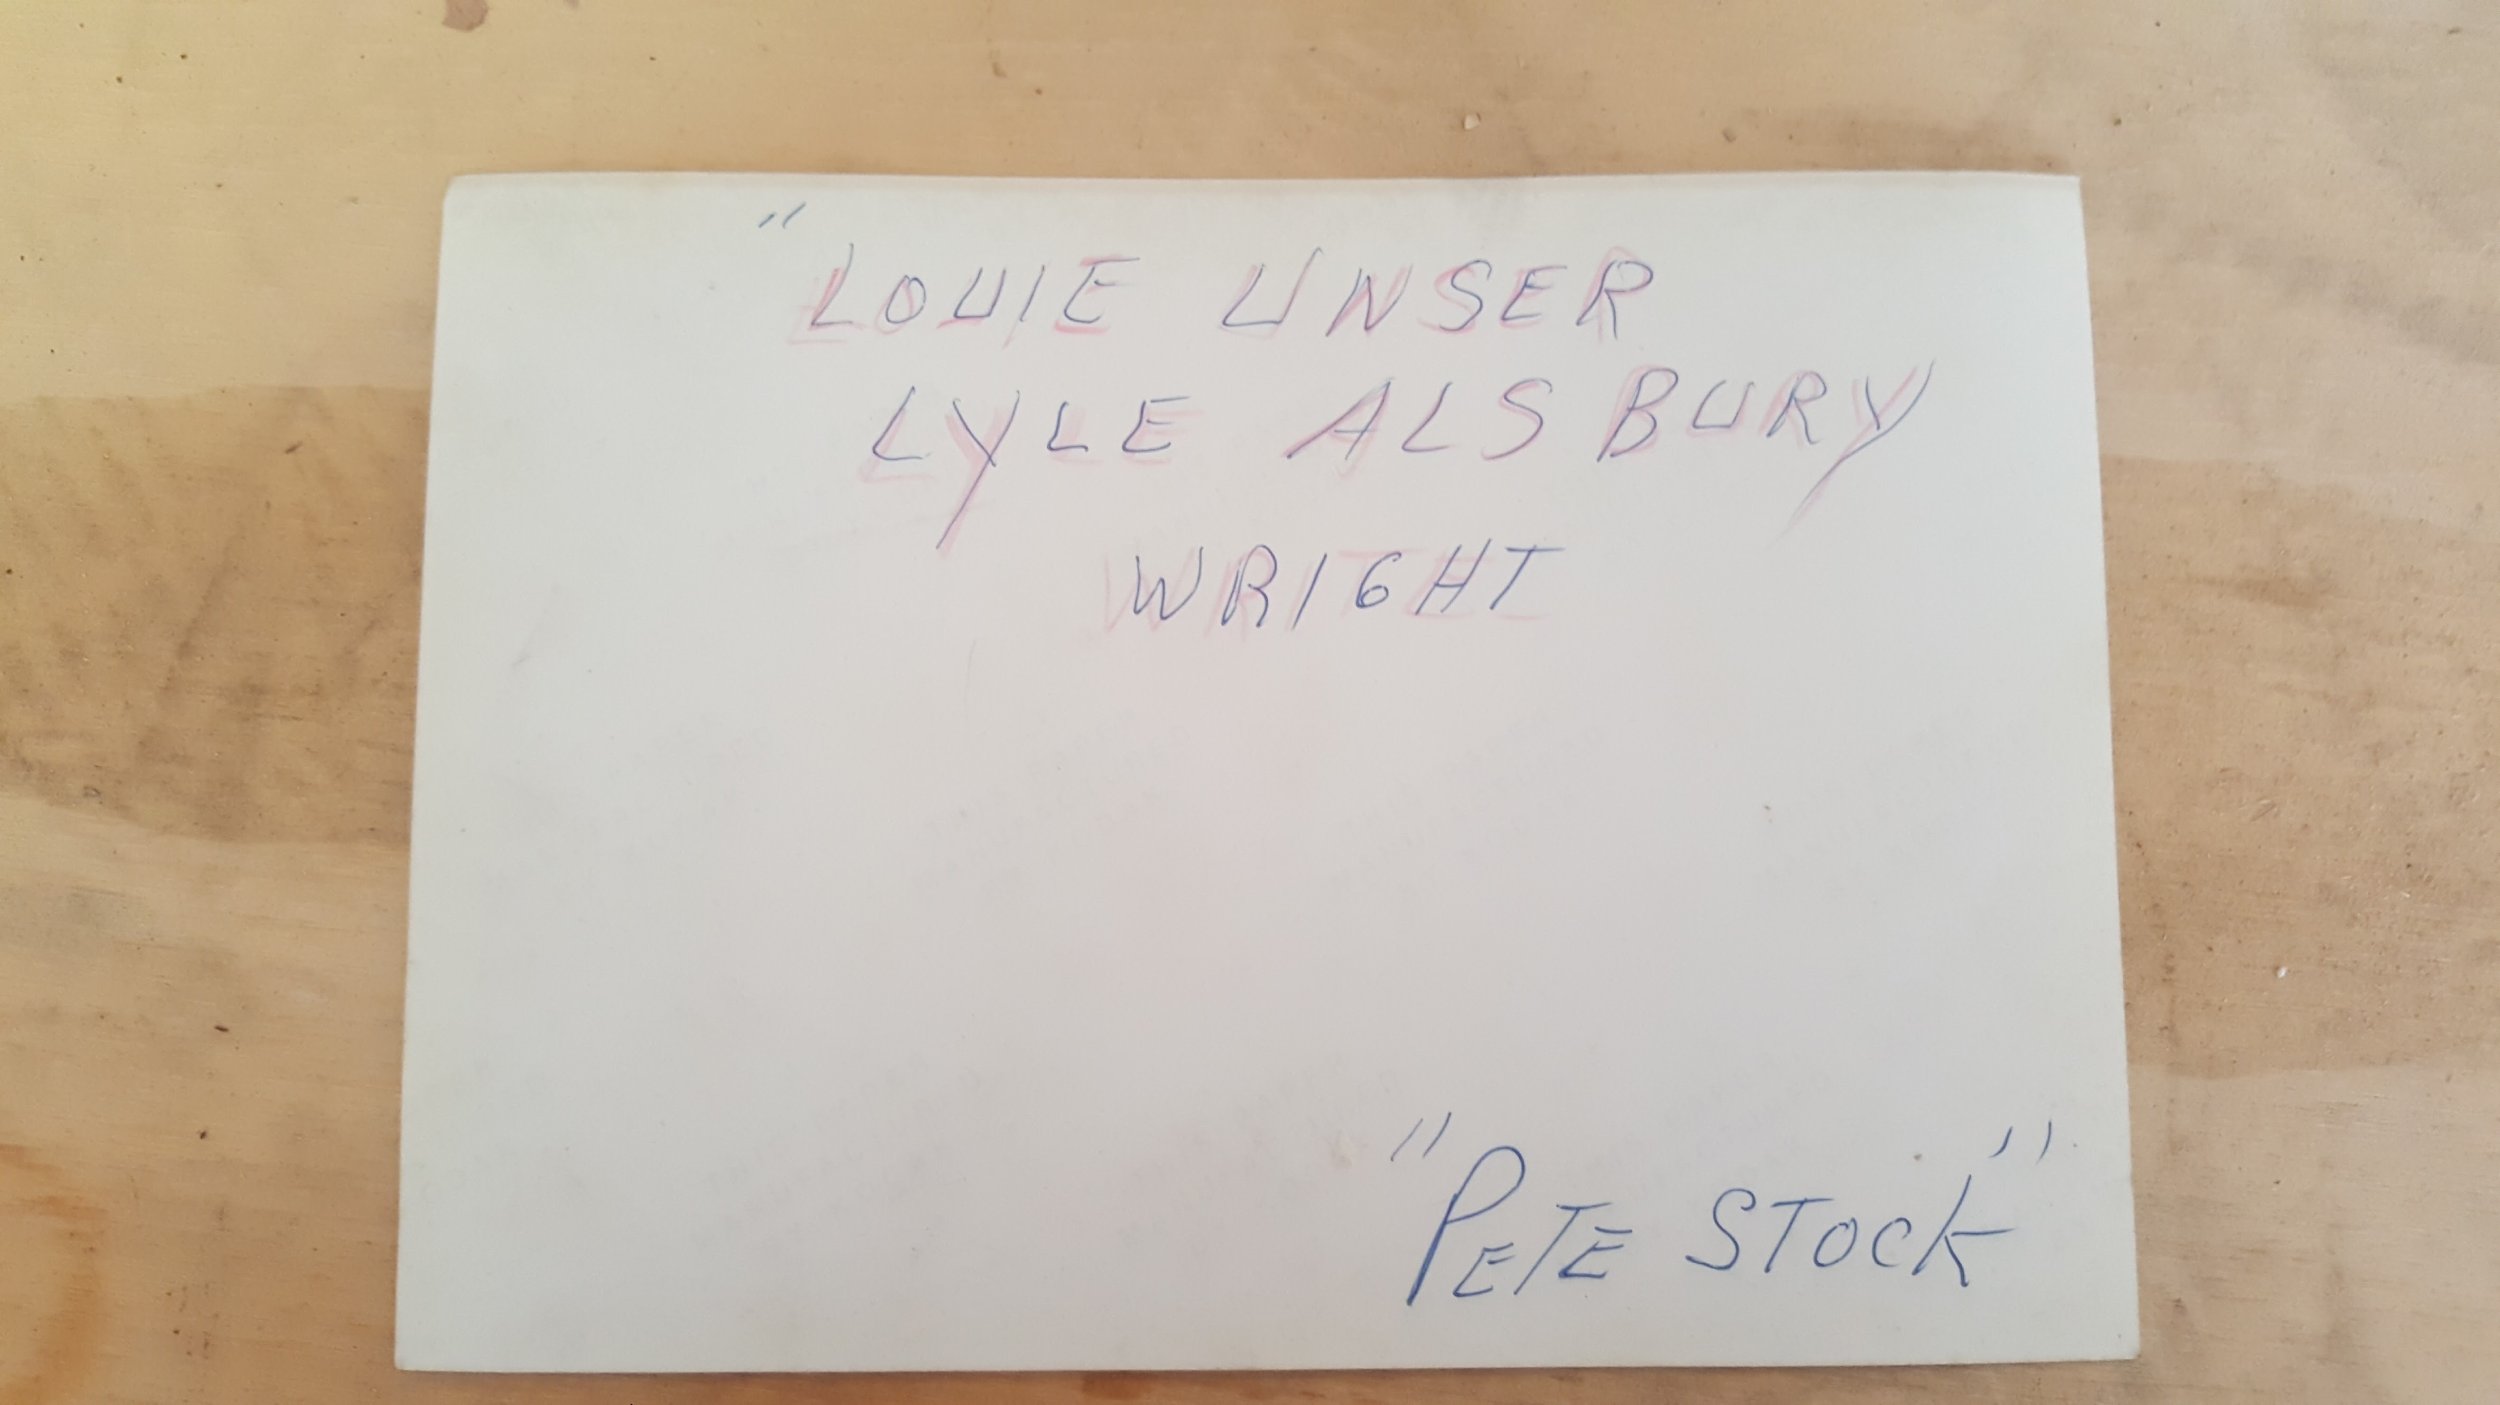 "LOUIE UNSER
LYLE ALSBURY
WRIGHT
"PETE STOCK"